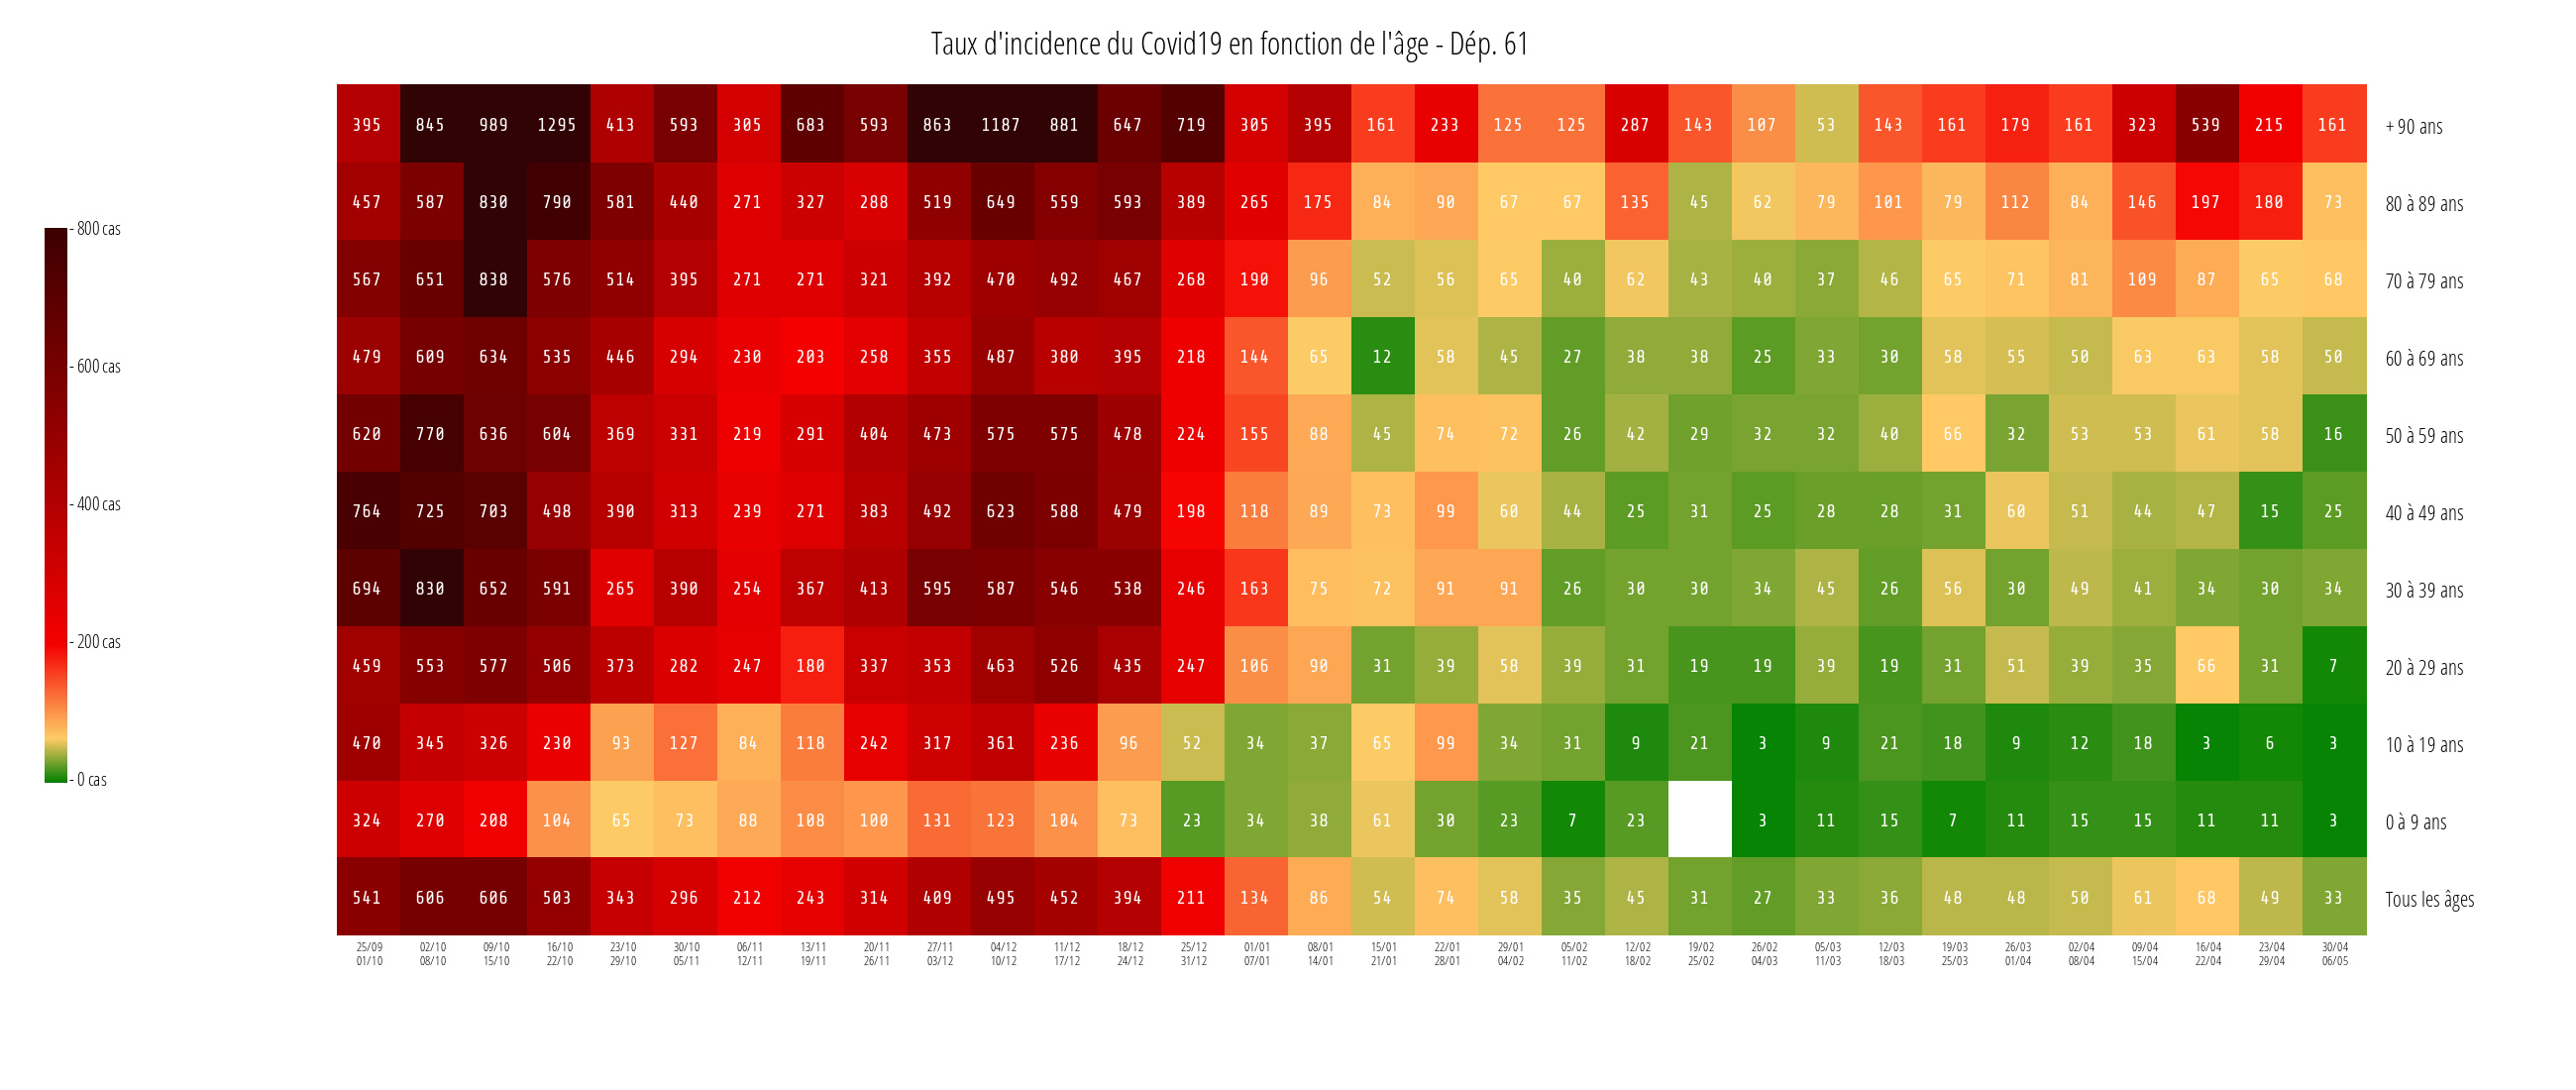 Taux d'incidence du Covid19 en fonction de l'âge - Dép. 61
- 800 cas
- 600 cas
- 400 cas
- 200 cas
- 0 cas
395 845 989 1295 413 593 305 683 593 863 1187 881 647 719 305 395 161 233 125 125 287 143 107 53 143 161 179 161 323 539 215 161 + 90 ans
457 587 830 790 581 440 271 327 288 519 649 559 593 389 265 175 84 90 67 67 135 45 62 79 101 79 112 84 146 197 180 73 80 à 89 ans
567 651 838 576 514 395 271 271 321 392 470 492 467 268 190 96 52 56 65 40 62 43 40 37 46 65 71 81 109 87 65 68 70 à 79 ans
479 609 634 535 446 294 230 203 258 355 487 380 395 218 144 65 12 58 45 27 38 38 25 33 30 58 55 50 63 63 58 50 60 à 69 ans
620 770 636 604 369 331 219 291 404 473 575 575 478 224 155 88 45 74 72 26 42 29 32 32 40 66 32 53 53 61 58 16 50 à 59 ans
764 725 703 498 390 313 239 271 383 492 623 588 479 198 118 89 73 99 60 44 25 31 25 28 28 31 60 51 44 47 15 25 40 à 49 ans
694 830 652 591 265 390 254 367 413 595 587 546 538 246 163 75 72 91 91 26 30 30 34 45 26 56 30 49 41 34 30 34 30 à 39 ans
459 553 577 506 373 282 247 180 337 353 463 526 435 247 106 90 31 39 58 39 31 19 19 39 19 31 51 39 35 66 31 7 20 à 29 ans
470 345 326 230 93 127 84 118 242 317 361 236 96 52 34 37 65 99 34 31 9 21 3 9 21 18 9 12 18 3 6 3 10 à 19 ans
324 270 208 104 65 73 88 108 100 131 123 104 73 23 34 38 61 30 23 7 23 3 11 15 7 11 15 15 11 11 3 0 à 9 ans
541 606 606 503 343 296 212 243 314 409 495 452 394 211 134 86 54 74 58 35 45 31 27 33 36 48 48 50 61 68 49 33 Tous les âges
25/09 02/10 09/10 16/10 23/10 30/10 06/11 13/11 20/11 27/11 04/12 11/12 18/12 25/12 01/01 08/01 15/01 22/01 29/01 05/02 12/02 19/02 26/02 05/03 12/03 19/03 26/03 02/04 09/04 16/04 23/04 30/04
01/10 08/10 15/10 22/10 29/10 05/11 12/11 19/11 26/11 03/12 10/12 17/12 24/12 31/12 07/01 14/01 21/01 28/01 04/02 11/02 18/02 25/02 04/03 11/03 18/03 25/03 01/04 08/04 15/04 22/04 29/04 06/05